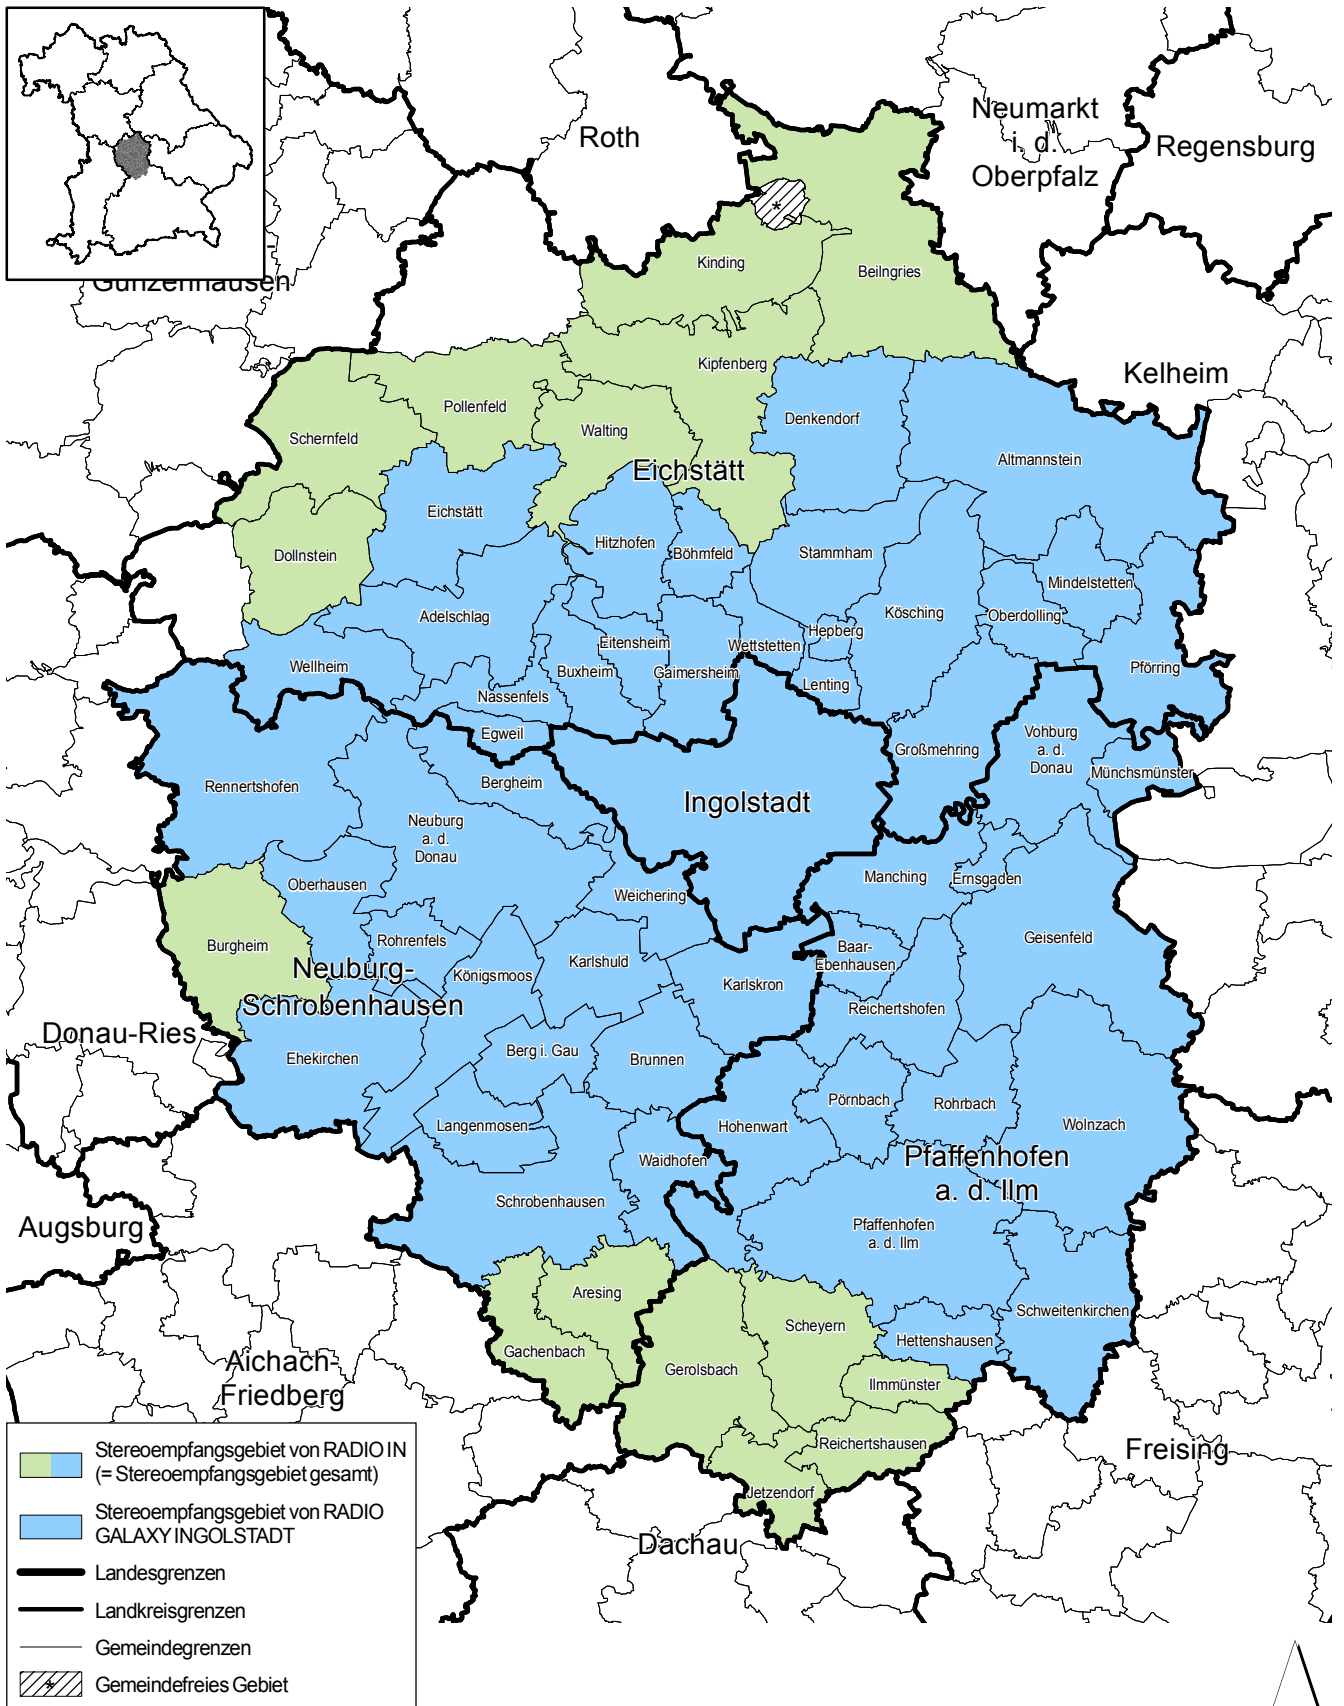 Roth
Neumarkt
i. d.
Oberpfalz
Regensburg
Gunzenhausen
Kinding
Beilngries
Kipfenberg
Kelheim
Pollenfeld
Denkendorf
Schernfeld
Walting
Altmannstein
Eichstätt
Eichstätt
Hitzhofen
Böhmfeld
Stammham
Dollnstein
Mindelstetten
Adelschlag
Kösching
Oberdolling
Hepberg
Eitensheim
Wettstetten
Wellheim
Buxheim
Gaimersheim
Pförring
Lenting
Nassenfels
Egweil
Vohburg
a. d.
Donau
Großmehring
Münchsmünster
Rennertshofen
Bergheim
Ingolstadt
Neuburg
a. d.
Donau
Oberhausen
Weichering
Manching
Ernsgaden
Burgheim
Rohrenfels
Geisenfeld
Baar-
Ebenhausen
Neuburg-
Schrobenhausen
Königsmoos
Karlshuld
Karlskron
Reichertshofen
Donau-Ries
Ehekirchen
Berg i. Gau
Brunnen
Pörnbach
Rohrbach
Langenmosen
Hohenwart
Wolnzach
Waidhofen
Pfaffenhofen
a. d. Ilm
Schrobenhausen
Augsburg
Pfaffenhofen
a. d. Ilm
Aresing
Schweitenkirchen
Scheyern
Hettenshausen
Gachenbach
Gerolsbach
Ilmmünster
Aichach-
Friedberg
Reichertshausen
Freising
Jetzendorf
Dachau
Stereoempfangsgebiet von RADIO IN
(= Stereoempfangsgebiet gesamt)
Stereoempfangsgebiet von RADIO
GALAXY INGOLSTADT
Landesgrenzen
Landkreisgrenzen
Gemeindegrenzen
Gemeindefreies Gebiet